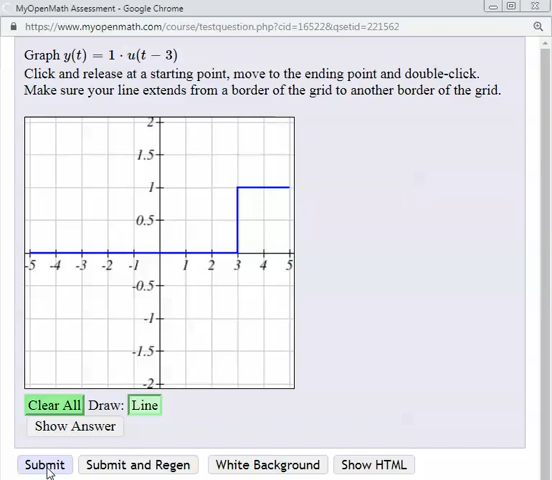 MyOpenMath Assessment - Google Chrome
https://www.myopenmath.com/course/testquestion.php?cid=16522&qsetid=221562
Graph y(t) = 1 · u(t − 3)
Click and release at a starting point, move to the ending point and double-click.
Make sure your line extends from a border of the grid to another border of the grid.
2
1.5
1
0.5
-5 -4 -3 -2 -1 1 2 3 4 5
-0.5
-1
-1.5
-2
Clear All Draw: Line
Show Answer
Submit Submit and Regen White Background Show HTML